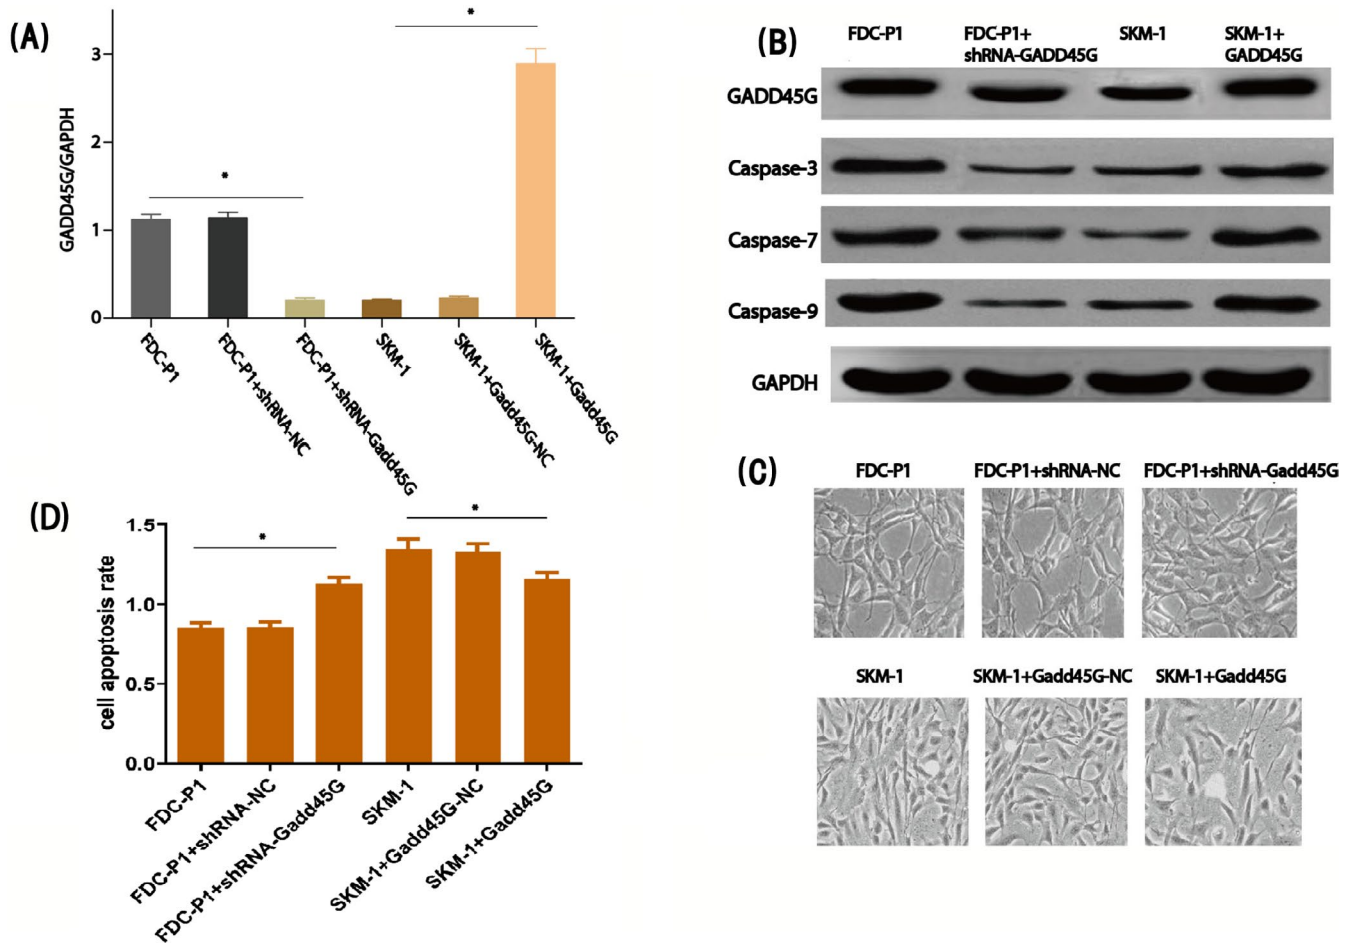 (A)
*
*
3
2
1
0
GADD45G/GAPDH
FDC-P1
FDC-P1+shRNA-NC
FDC-P1+shRNA-Gadd45G
SKM-1
SKM-1+Gadd45G-NC
SKM-1+Gadd45G
(B)
FDC-P1
FDC-P1+
shRNA-GADD45G
SKM-1
SKM-1+
GADD45G
GADD45G
Caspase-3
Caspase-7
Caspase-9
GAPDH
(C)
FDC-P1
FDC-P1+shRNA-NC
FDC-P1+shRNA-Gadd45G
SKM-1
SKM-1+Gadd45G-NC
SKM-1+Gadd45G
(D)
*
*
1.5
1.0
0.5
0.0
cell apoptosis rate
FDC-P1
FDC-P1+shRNA-NC
FDC-P1+shRNA-Gadd45G
SKM-1
SKM-1+Gadd45G-NC
SKM-1+Gadd45G